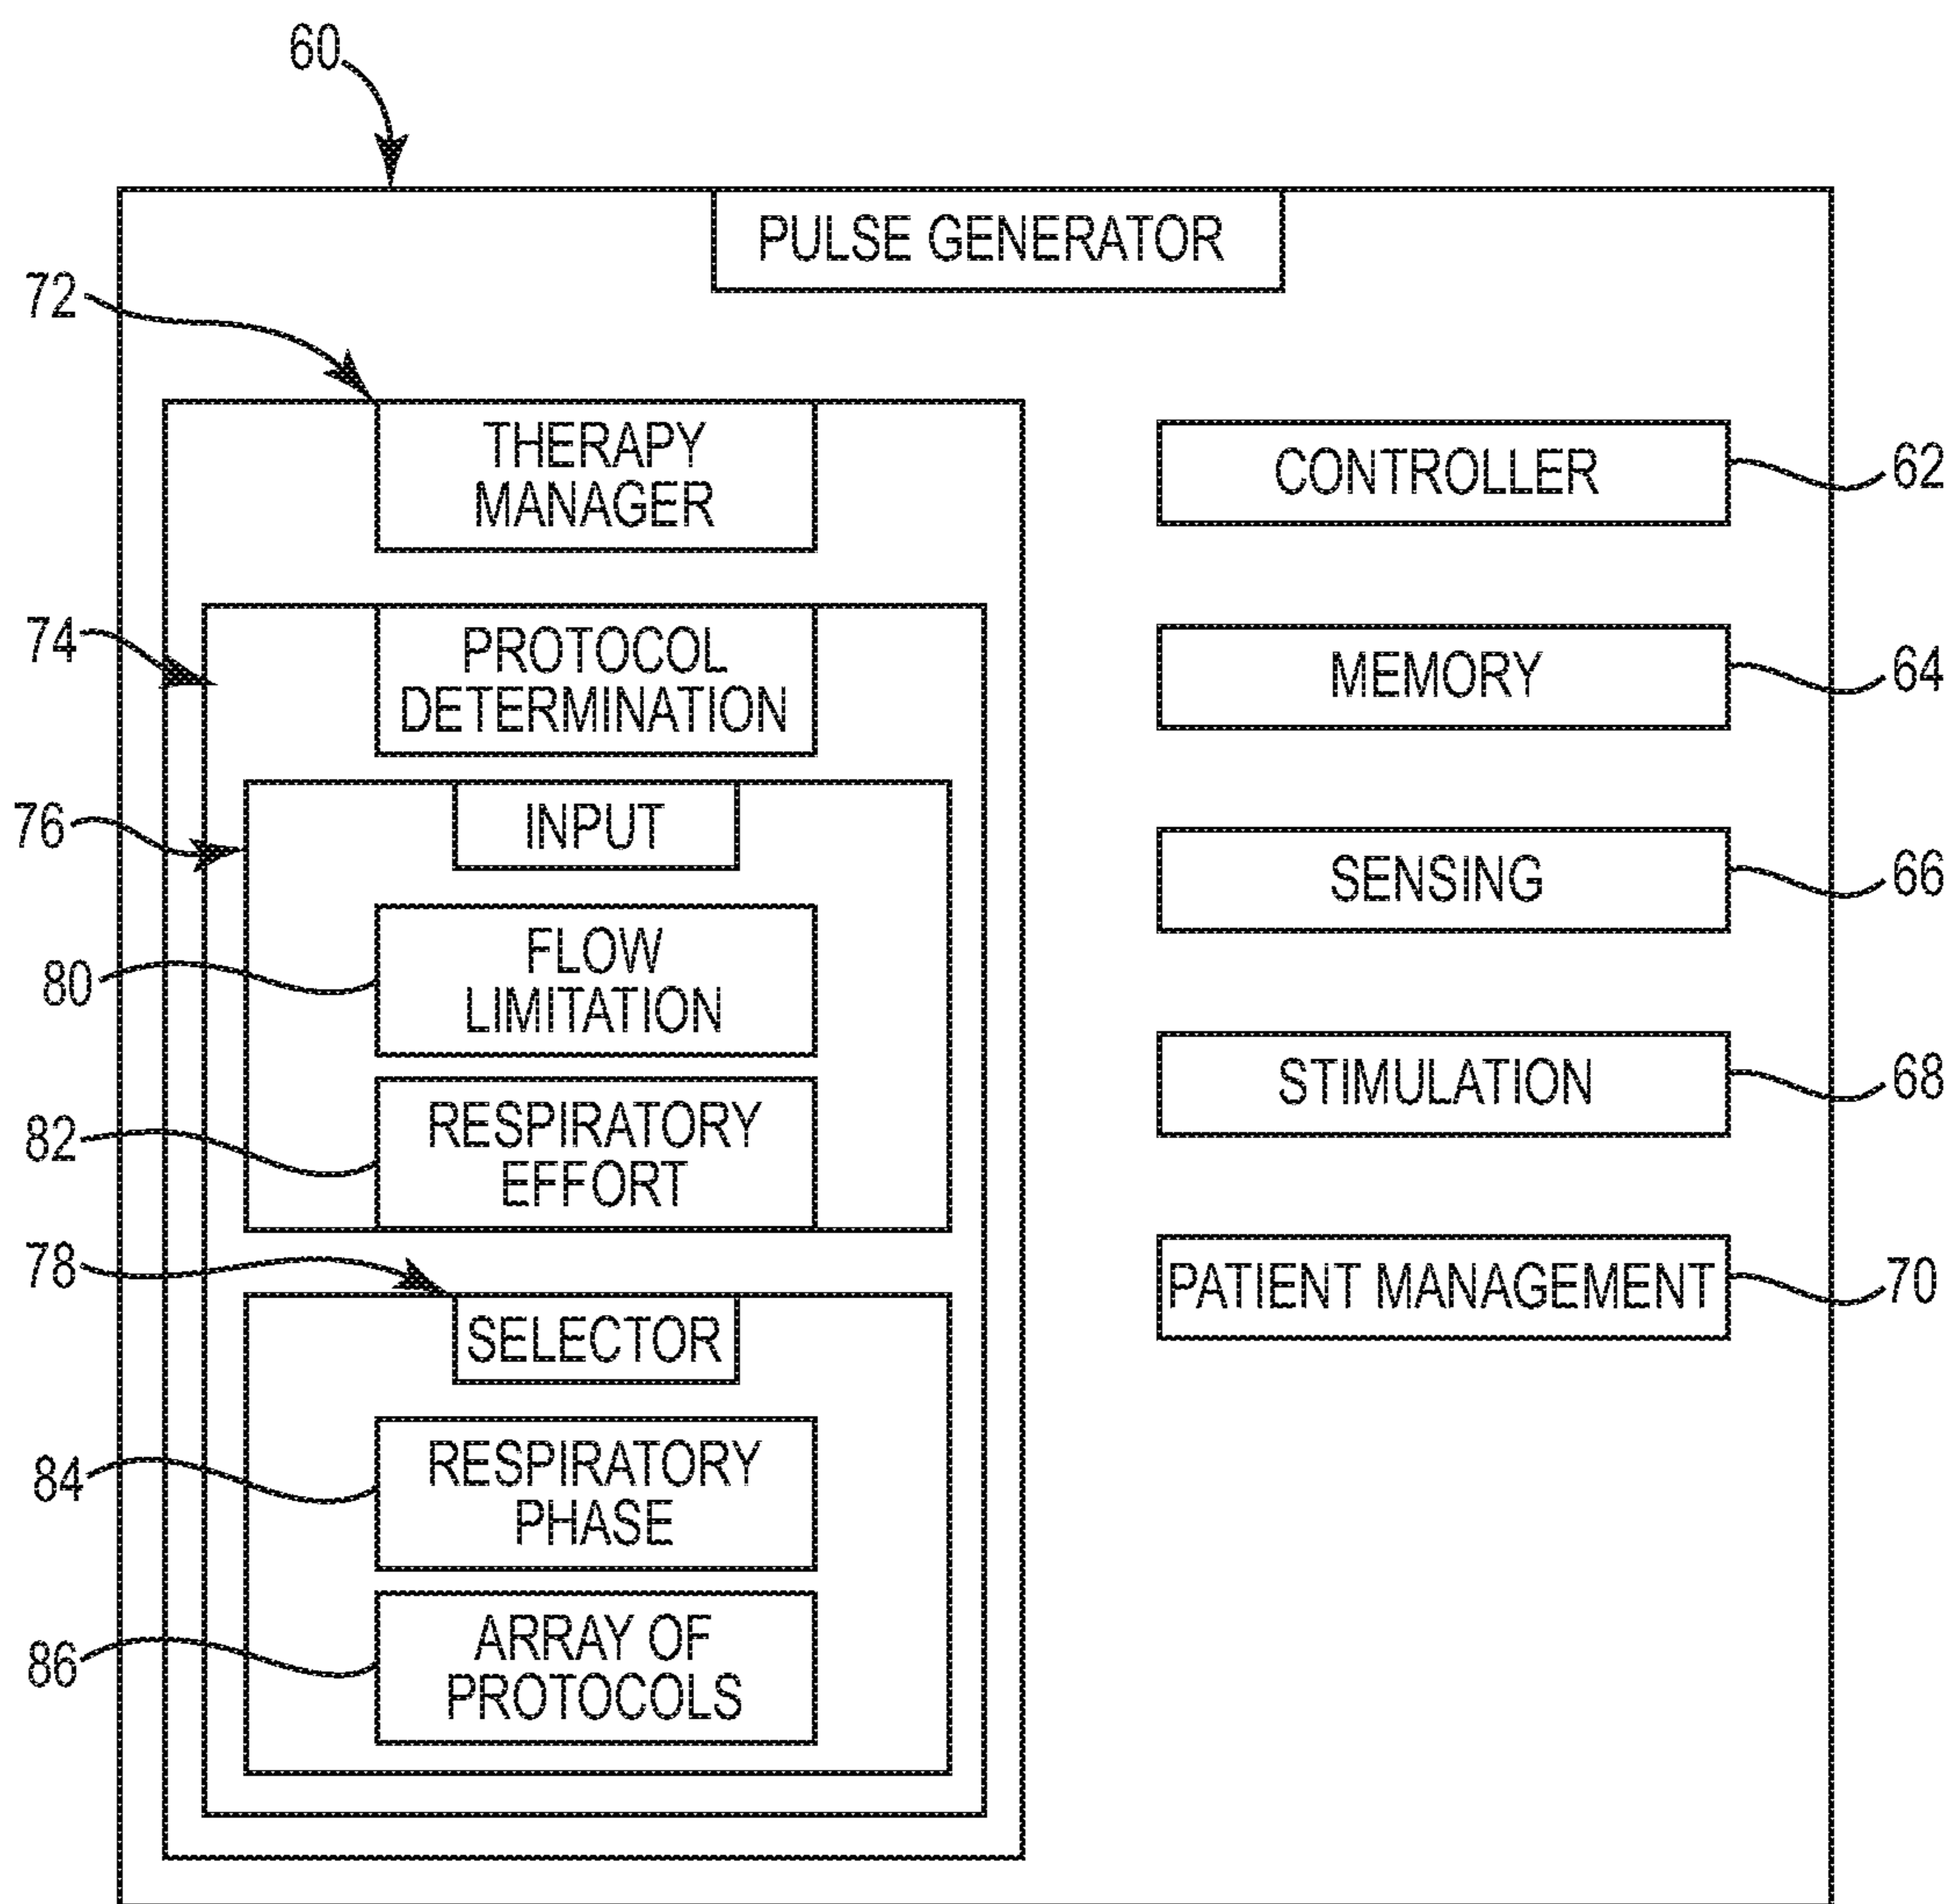 60
PULSE GENERATOR
72
THERAPY
MANAGER
CONTROLLER
62
74
PROTOCOL
DETERMINATION
MEMORY
64
76
INPUT
SENSING
66
80
FLOW
LIMITATION
STIMULATION
68
82
RESPIRATORY
EFFORT
78
SELECTOR
PATIENT MANAGEMENT
70
84
RESPIRATORY
PHASE
86
ARRAY OF
PROTOCOLS